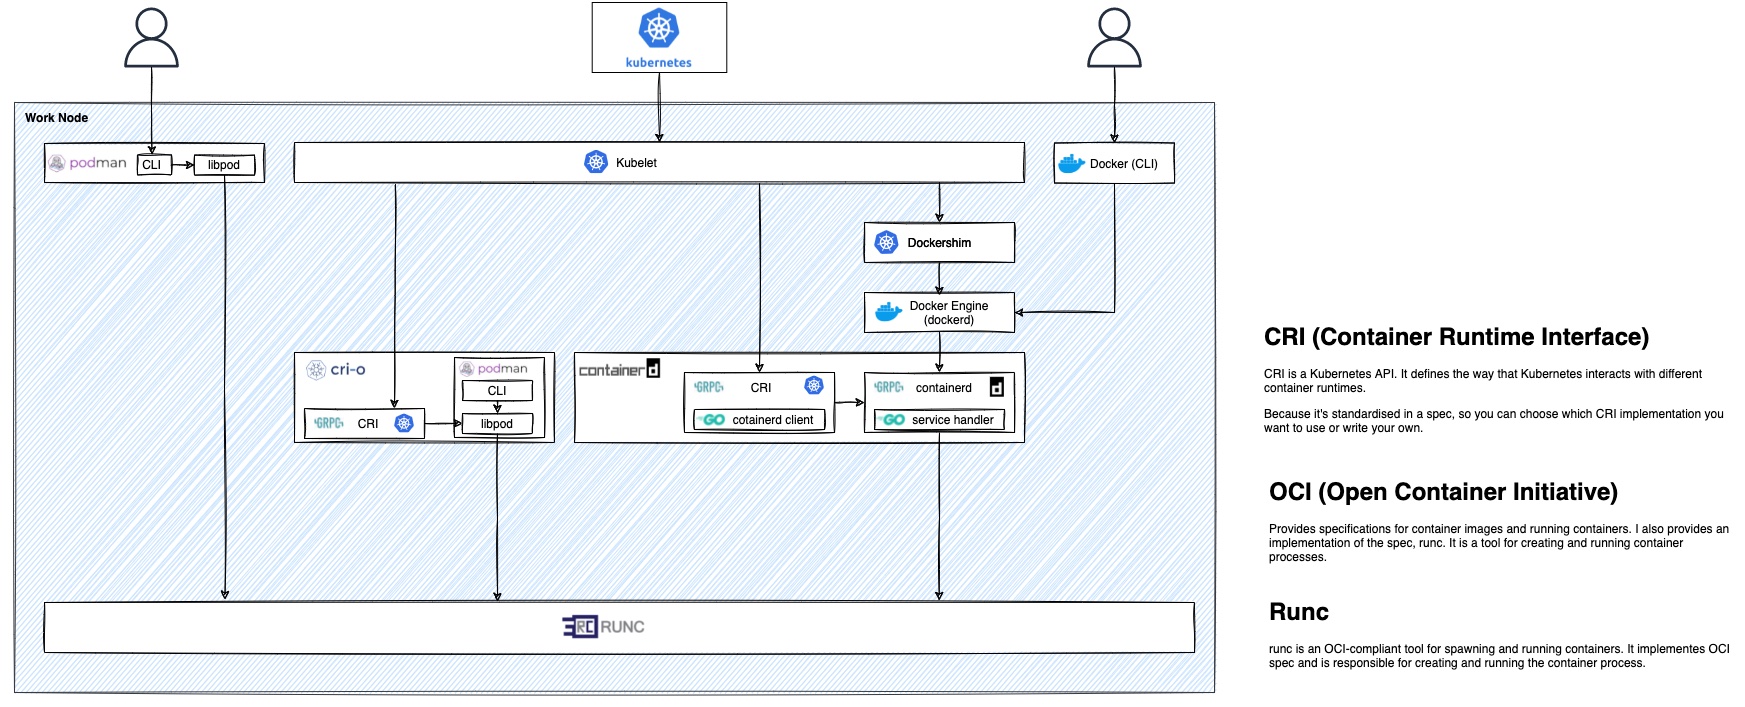 kubernetes
Work Node
podman
CLI
libpod
Kubelet
Docker (CLI)
Dockershim
Docker Engine
(dockerd)
cri-o
podman
CLI
GRPC
CRI
libpod
containerd
GRPC
CRI
GO
cotainerd client
GRPC
containerd
d
GO
service handler
RC RUNC
CRI (Container Runtime Interface)
CRI is a Kubernetes API. It defines the way that Kubernetes interacts with different
container runtimes.
Because it's standardised in a spec, so you can choose which CRI implementation you
want to use or write your own.
OCI (Open Container Initiative)
Provides specifications for container images and running containers. I also provides an
implementation of the spec, runc. It is a tool for creating and running container
processes.
Runc
runc is an OCI-compliant tool for spawning and running containers. It implementes OCI
spec and is responsible for creating and running the container process.